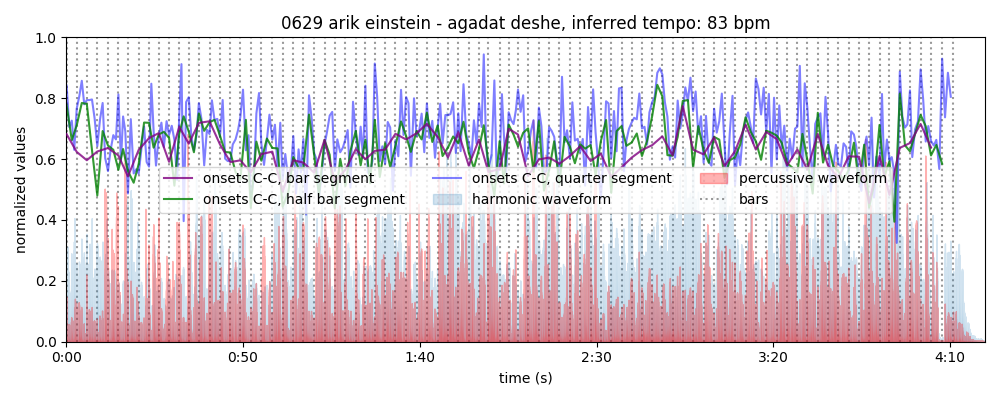 0629 arik einstein - agadat deshe, inferred tempo: 83 bpm
normalized values
1.0
0.8
0.6
0.4
0.2
0.0
onsets C-C, bar segment
onsets C-C, half bar segment
onsets C-C, quarter segment
harmonic waveform
percussive waveform
bars
0:00 0:50 1:40 2:30 3:20 4:10
time (s)